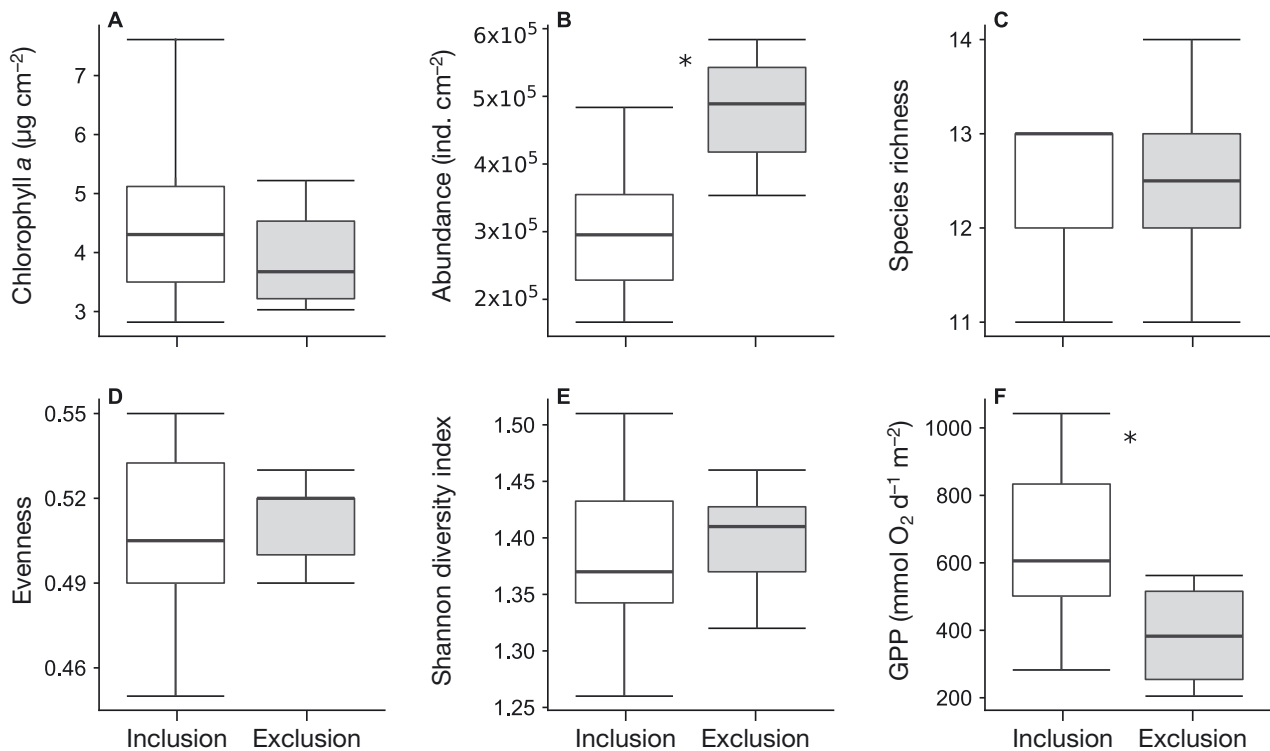 A
Chlorophyll a (µg cm⁻²)
7
6
5
4
3
B
Abundance (ind. cm⁻²)
6x10⁵
5x10⁵
4x10⁵
3x10⁵
2x10⁵
*
C
Species richness
14
13
12
11
D
Evenness
0.55
0.52
0.49
0.46
Inclusion Exclusion
E
Shannon diversity index
1.50
1.45
1.40
1.35
1.30
1.25
Inclusion Exclusion
F
GPP (mmol O₂ d⁻¹ m⁻²)
1000
800
600
400
200
*
Inclusion Exclusion